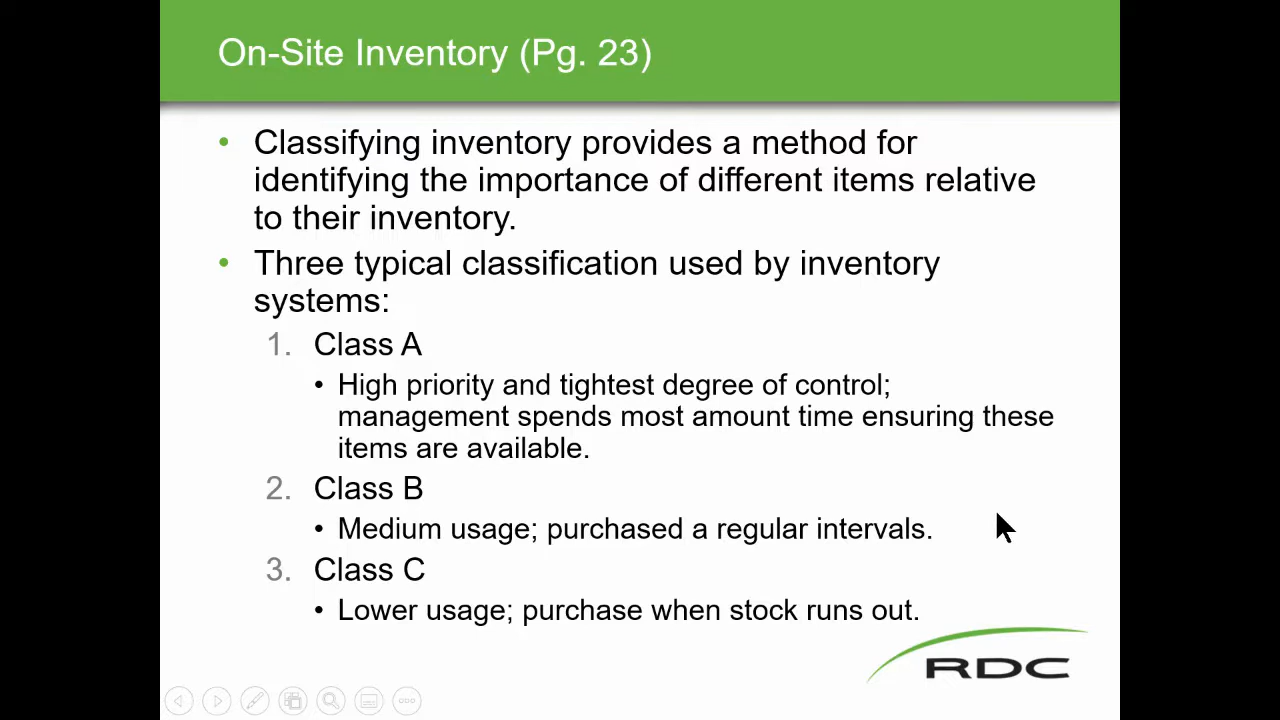 On-Site Inventory (Pg. 23)
• Classifying inventory provides a method for
identifying the importance of different items relative
to their inventory.
• Three typical classification used by inventory
systems:
1. Class A
• High priority and tightest degree of control;
management spends most amount time ensuring these
items are available.
2. Class B
• Medium usage; purchased a regular intervals.
3. Class C
• Lower usage; purchase when stock runs out.
RDC